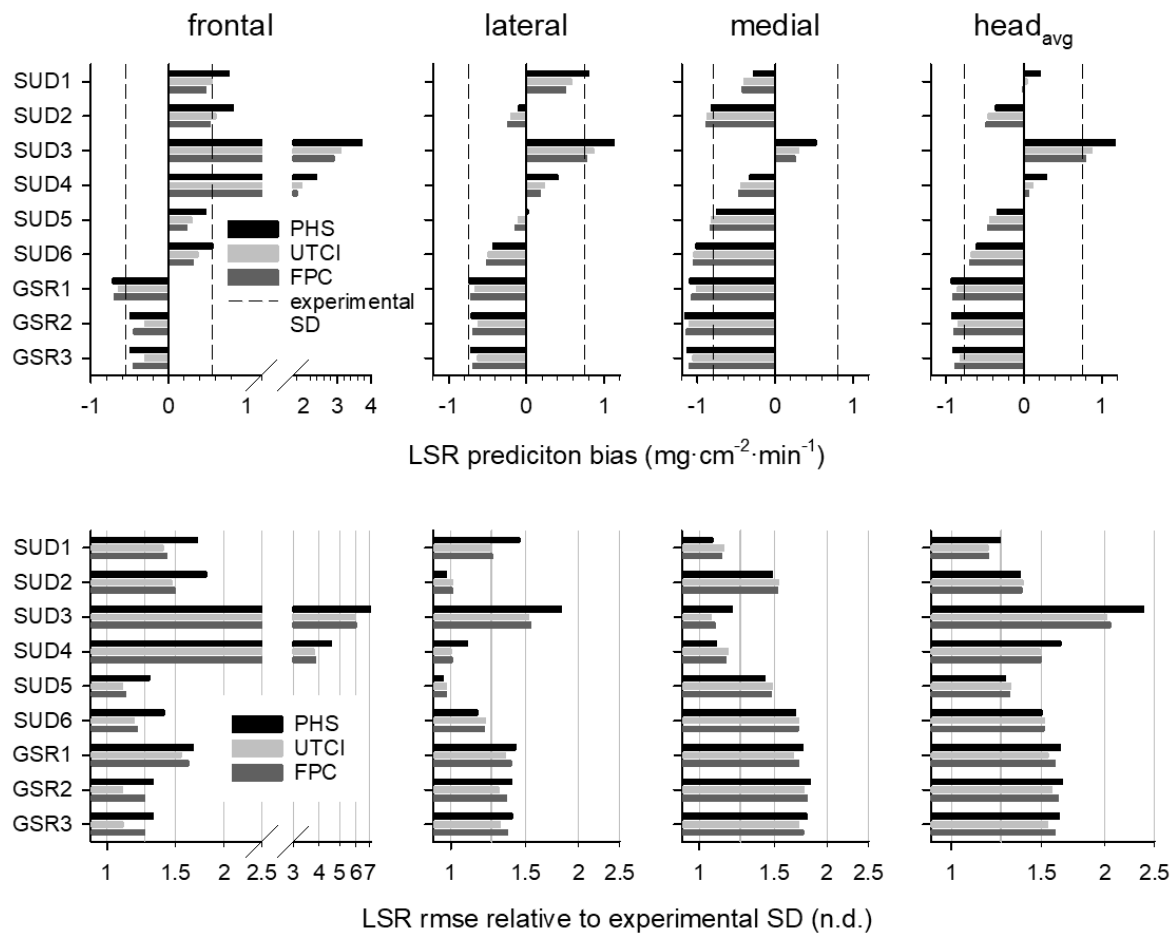 frontal lateral medial head avg
SUD1
SUD2
SUD3
SUD4
SUD5
SUD6
GSR1
GSR2
GSR3
PHS
UTCI
FPC
experimental
SD
-1 0 1 2 3 4 -1 0 1 -1 0 1 -1 0 1
LSR prediciton bias (mg·cm-2·min-1)
SUD1
SUD2
SUD3
SUD4
SUD5
SUD6
GSR1
GSR2
GSR3
PHS
UTCI
FPC
1 1.5 2 2.5 3 4 5 6 7 1 1.5 2 2.5 1 1.5 2 2.5 1 1.5 2 2.5
LSR rmse relative to experimental SD (n.d.)